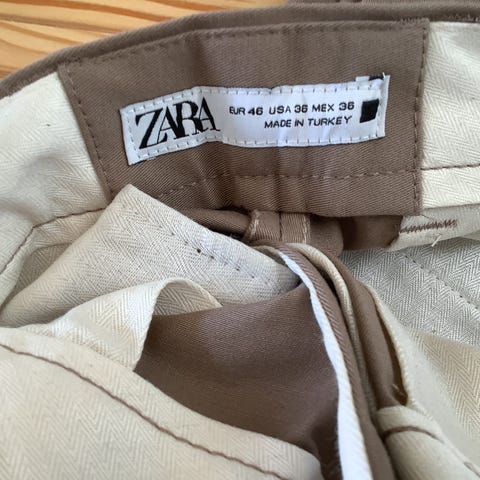 ZARA
EUR 46 USA 36 MEX 36
MADE IN TURKEY